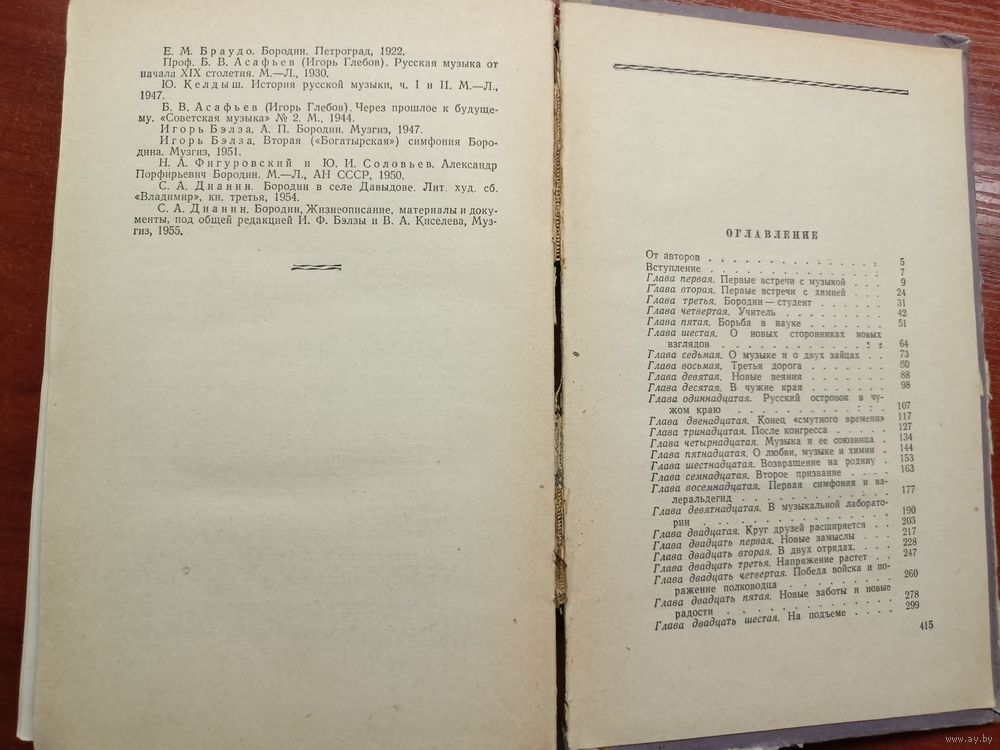 Е. М. Браудо. Бородин. Петроград, 1922.
Проф. Б. В. Асафьев (Игорь Глебов). Русская музыка от
начала XIX столетия. М.—Л., 1930.
Ю. Келдыш. История русской музыки, ч. I и II. М.—Л.,
1947.
Б. В. Асафьев (Игорь Глебов). Через прошлое к будуще-
му. «Советская музыка» № 2. М., 1944.
Игорь Бэлза. А. П. Бородин. Музгиз, 1947.
Игорь Бэлза. Вторая («Богатырская») симфония Боро-
дина. Музгиз, 1951.
Н. А. Фигуровский и Ю. И. Соловьев. Александр
Порфирьевич Бородин. М.—Л., АН СССР, 1950.
С. А. Дианин. Бородин в селе Давыдове. Лит. худ. сб.
«Владимир», кн. третья, 1954.
С. А. Дианин. Бородин, Жизнеописание, материалы и доку-
менты, под общей редакцией И. Ф. Бэлзы и В. А. Киселева, Муз-
гиз, 1955.
ОГЛАВЛЕНИЕ
От авторов . . . . . . . . . . . . 5
Вступление . . . . . . . . . . . . 7
Глава первая. Первые встречи с музыкой . . . 9
Глава вторая. Первые встречи с химией . . . 24
Глава третья. Бородин — студент . . . . . 31
Глава четвертая. Учитель . . . . . . . . 42
Глава пятая. Борьба в науке . . . . . . 51
Глава шестая. О новых сторонниках новых
взглядов . . . . . . . . . . . . 64
Глава седьмая. О музыке и о двух зайцах . . 73
Глава восьмая. Третья дорога . . . . . . 80
Глава девятая. Новые веяния . . . . . . 88
Глава десятая. В чужие края . . . . . . 98
Глава одиннадцатая. Русский островок в чу-
жом краю . . . . . . . . . . . . 107
Глава двенадцатая. Конец «смутного времени» 117
Глава тринадцатая. После конгресса . . . . 127
Глава четырнадцатая. Музыка и ее союзница . 134
Глава пятнадцатая. О любви, музыке и химии . 144
Глава шестнадцатая. Возвращение на родину . 153
Глава семнадцатая. Второе призвание . . . . 163
Глава восемнадцатая. Первая симфония и ва-
леральдегид . . . . . . . . . . . 177
Глава девятнадцатая. В музыкальной лаборато-
рии . . . . . . . . . . . . . . 190
Глава двадцатая. Круг друзей расширяется . . 203
Глава двадцать первая. Новые замыслы . . . 217
Глава двадцать вторая. В двух отрядах. . . . 228
Глава двадцать третья. Напряжение растет . . 247
Глава двадцать четвертая. Победа войска и по-
ражение полководца . . . . . . . . 260
Глава двадцать пятая. Новые заботы и новые
радости . . . . . . . . . . . . 278
Глава двадцать шестая. На подъеме . . . . 299
415
www.ay.by